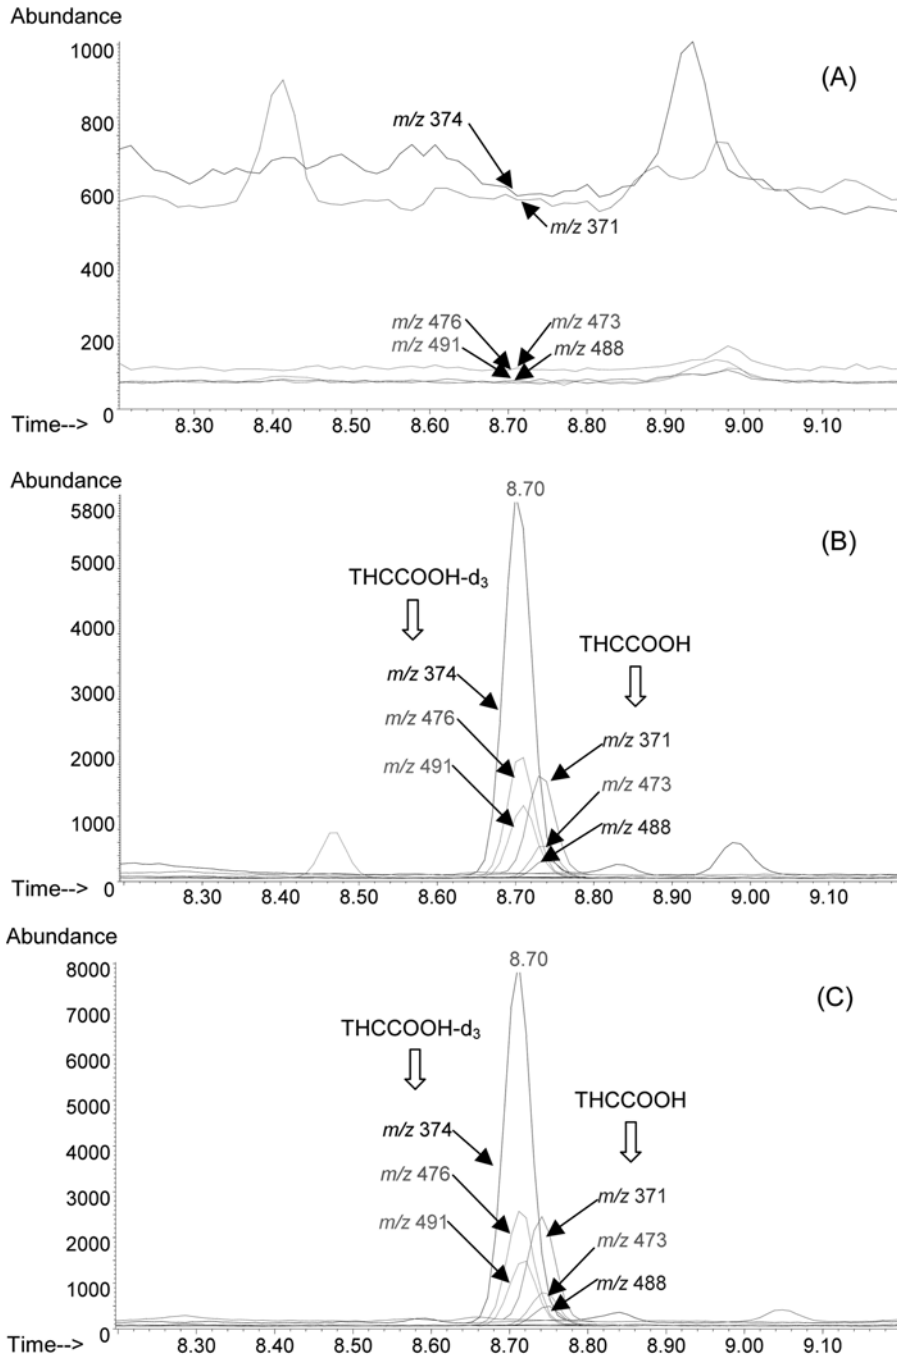 Abundance
1000
(A)
m/z 374
800
600
m/z 371
400
m/z 476
m/z 473
200
m/z 491
m/z 488
0
Time-->
8.30 8.40 8.50 8.60 8.70 8.80 8.90 9.00 9.10
Abundance
8.70
5800
(B)
5000
THCCOOH-d3
4000
THCCOOH
m/z 374
3000
m/z 476
m/z 371
2000
m/z 491
m/z 473
1000
m/z 488
0
Time-->
8.30 8.40 8.50 8.60 8.70 8.80 8.90 9.00 9.10
Abundance
8.70
8000
(C)
7000
THCCOOH-d3
6000
5000
THCCOOH
m/z 374
4000
m/z 476
3000
m/z 371
m/z 491
2000
m/z 473
1000
m/z 488
0
Time-->
8.30 8.40 8.50 8.60 8.70 8.80 8.90 9.00 9.10